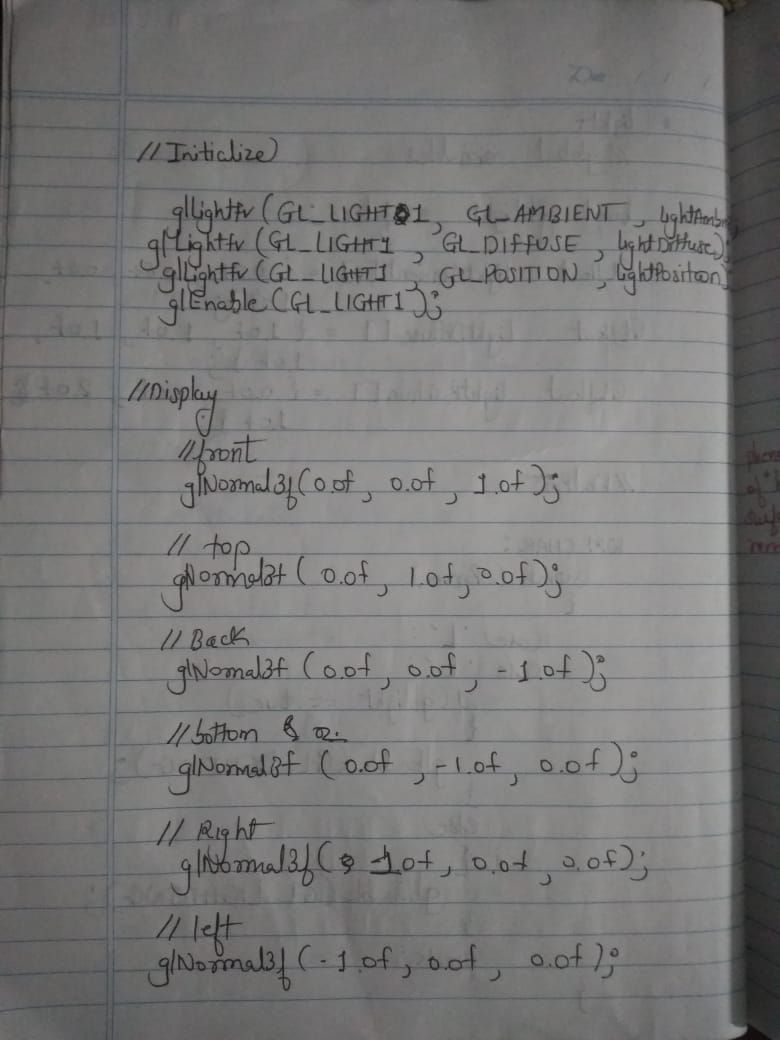 //Initialize
glLightfv (GL_LIGHT1, GL_AMBIENT, lightAmbi
glLightfv (GL_LIGHT1, GL_DIFFUSE, lightDiffuse);
glLightfv (GL_LIGHT1, GL_POSITION, lightPosition)
glEnable (GL_LIGHT1);
//Display
//front
glNormal3f(0.0f, 0.0f, 1.0f);
// top
glNormal3f (0.0f, 1.0f, 0.0f);
// Back
glNormal3f (0.0f, 0.0f, -1.0f);
//bottom
glNormal3f (0.0f, -1.0f, 0.0f);
// Right
glNormal3f(1.0f, 0.0f, 0.0f);
// left
glNormal3f (-1.0f, 0.0f, 0.0f);